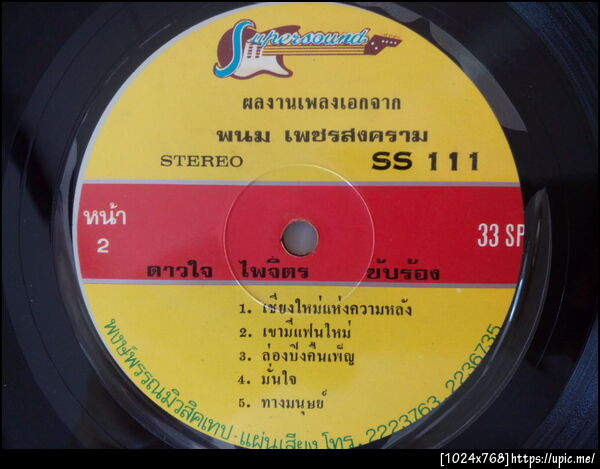 Supersound
ผลงานเพลงเอกจาก
พนม เพชรสงคราม
STEREO SS 111
หน้า
2
33 SP
ดาวใจ ไพจิตร ขับร้อง
1. เชียงใหม่แห่งความหลัง
2. เขามีแฟนใหม่
3. ล่องปิงคืนเพ็ญ
4. มั่นใจ
5. ทางมนุษย์
พงษ์พรรณมิวสิคเทป - แผ่นเสียง โทร. 2223763, 2236735
[1024x768]https://upic.me/